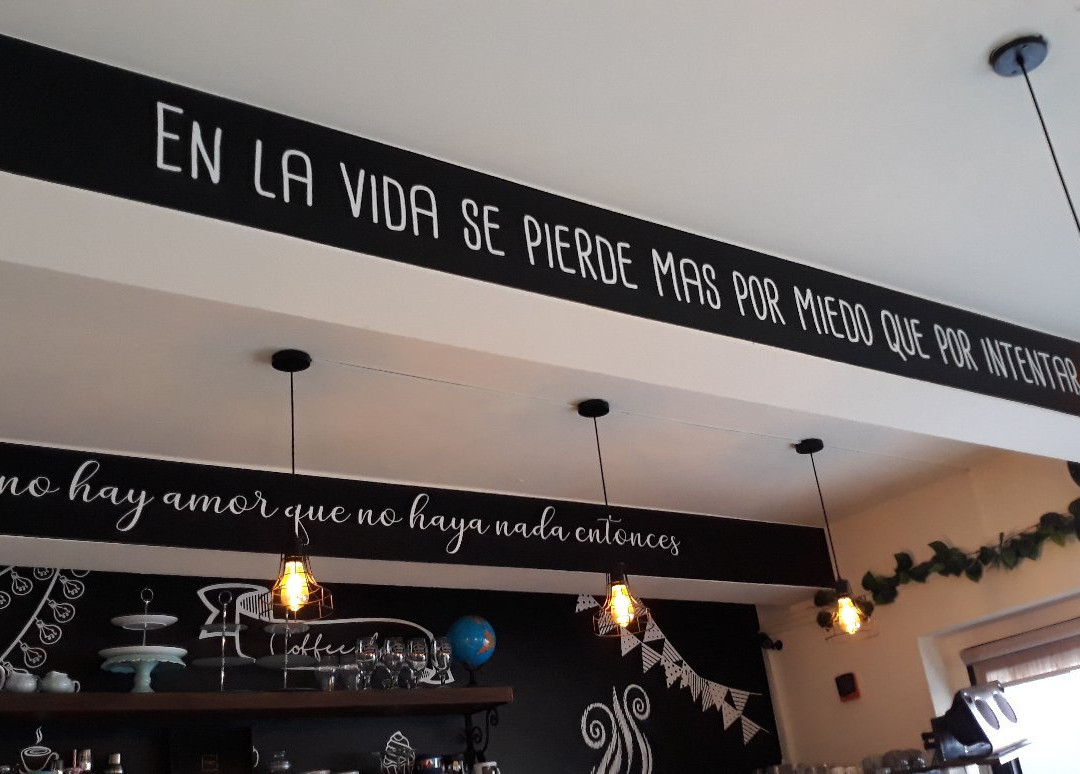 EN LA VIDA SE PIERDE MAS POR MIEDO QUE POR INTENTAR
no hay amor que no haya nada entonces
Coffee